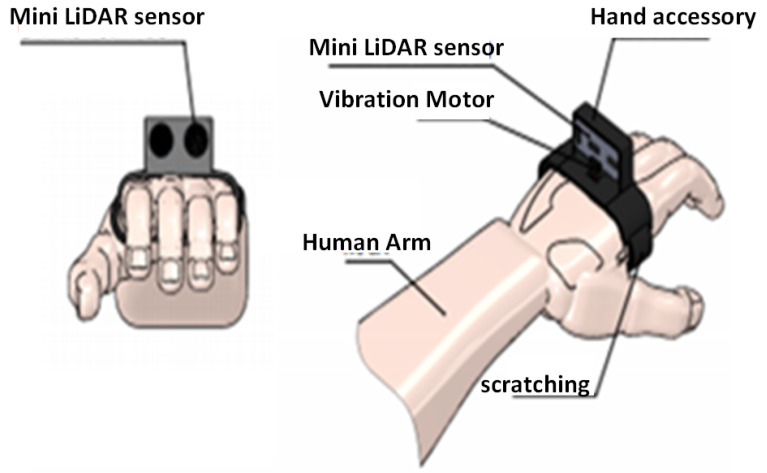 Mini LiDAR sensor
Hand accessory
Mini LiDAR sensor
Vibration Motor
Human Arm
scratching